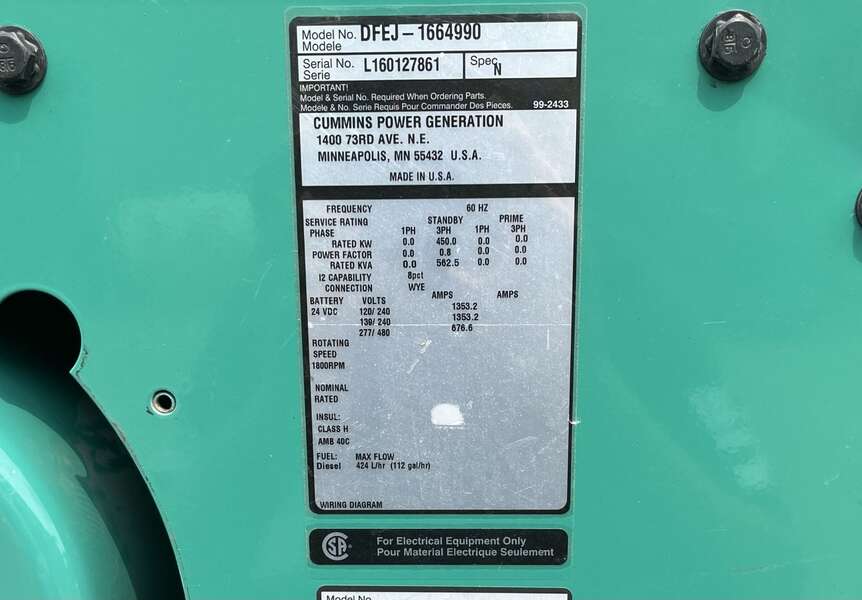 Model No. DFEJ-1664990
Modele
Serial No. L160127861 Spec
Serie N
IMPORTANT!
Model & Serial No. Required When Ordering Parts.
Modele & No. Serie Requis Pour Commander Des Pieces. 99-2433
CUMMINS POWER GENERATION
1400 73RD AVE. N.E.
MINNEAPOLIS, MN 55432 U.S.A.
MADE IN U.S.A.
FREQUENCY 60 HZ
SERVICE RATING STANDBY PRIME
PHASE 1PH 3PH 1PH 3PH
RATED KW 0.0 450.0 0.0 0.0
POWER FACTOR 0.0 0.8 0.0 0.0
RATED KVA 0.0 562.5 0.0 0.0
I2 CAPABILITY 8pct
CONNECTION WYE
BATTERY VOLTS AMPS AMPS
24 VDC 120/ 240 1353.2
139/ 240 1353.2
277/ 480 676.6
ROTATING
SPEED
1800RPM
NOMINAL
RATED
INSUL:
CLASS H
AMB 40C
FUEL: MAX FLOW
Diesel 424 L/hr (112 gal/hr)
WIRING DIAGRAM
SA For Electrical Equipment Only
Pour Material Electrique Seulement
Model No.